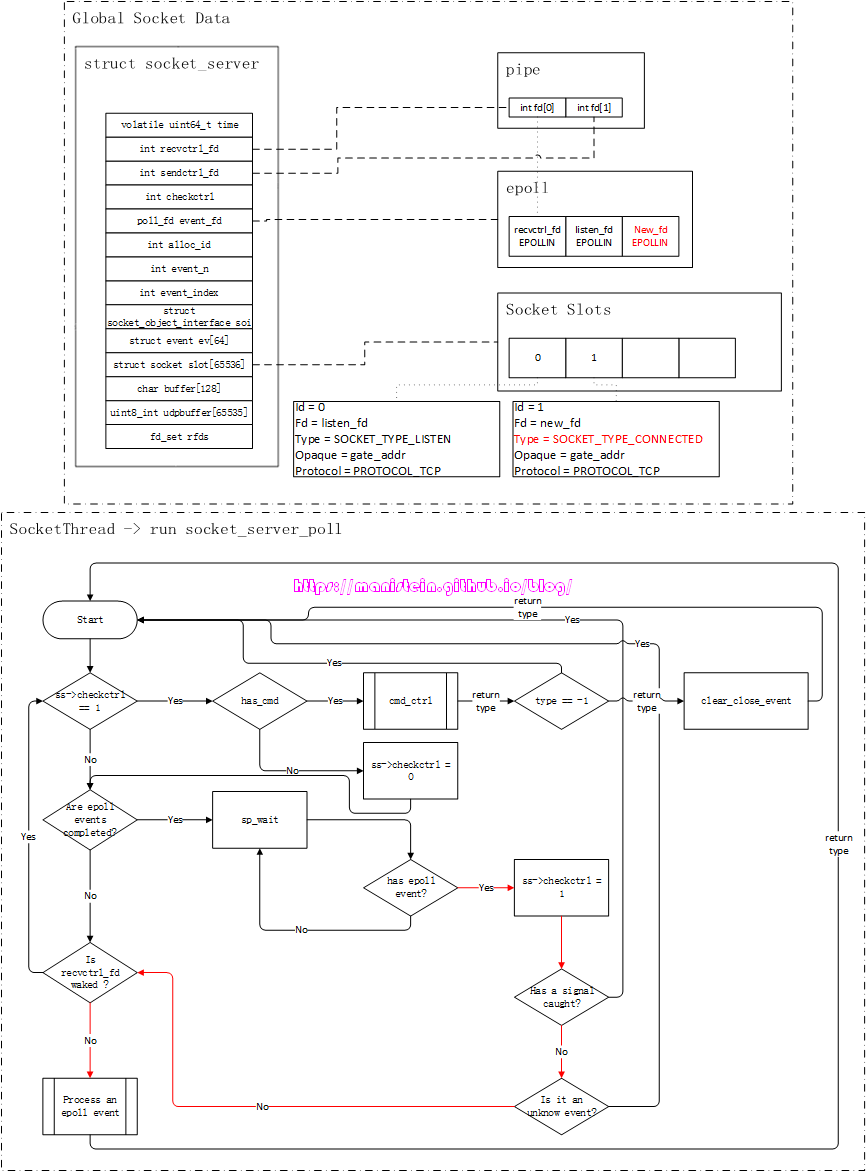 Global Socket Data
struct socket_server
volatile uint64_t time
int recvctrl_fd
int sendctrl_fd
int checkctrl
poll_fd event_fd
int alloc_id
int event_n
int event_index
struct
socket_object_interface soi
struct event ev[64]
struct socket slot[65536]
char buffer[128]
uint8_int udpbuffer[65535]
fd_set rfds
pipe
int fd[0]
int fd[1]
epoll
recvctrl_fd
EPOLLIN
listen_fd
EPOLLIN
New_fd
EPOLLIN
Socket Slots
0
1
Id = 0
Fd = listen_fd
Type = SOCKET_TYPE_LISTEN
Opaque = gate_addr
Protocol = PROTOCOL_TCP
Id = 1
Fd = new_fd
Type = SOCKET_TYPE_CONNECTED
Opaque = gate_addr
Protocol = PROTOCOL_TCP
SocketThread -> run socket_server_poll
https://manistein.github.io/blog/
return
type
Start
Yes
Yes
Yes
ss->checkctrl
== 1
Yes
has_cmd
Yes
cmd_ctrl
return
type
type == -1
return
type
clear_close_event
No
No
ss->checkctrl =
0
Are epoll
events
completed?
Yes
sp_wait
Yes
return
type
has epoll
event?
Yes
ss->checkctrl =
1
No
No
Is
recvctrl_fd
waked ?
Has a signal
caught?
No
No
Process an
epoll event
No
Is it an
unknow event?